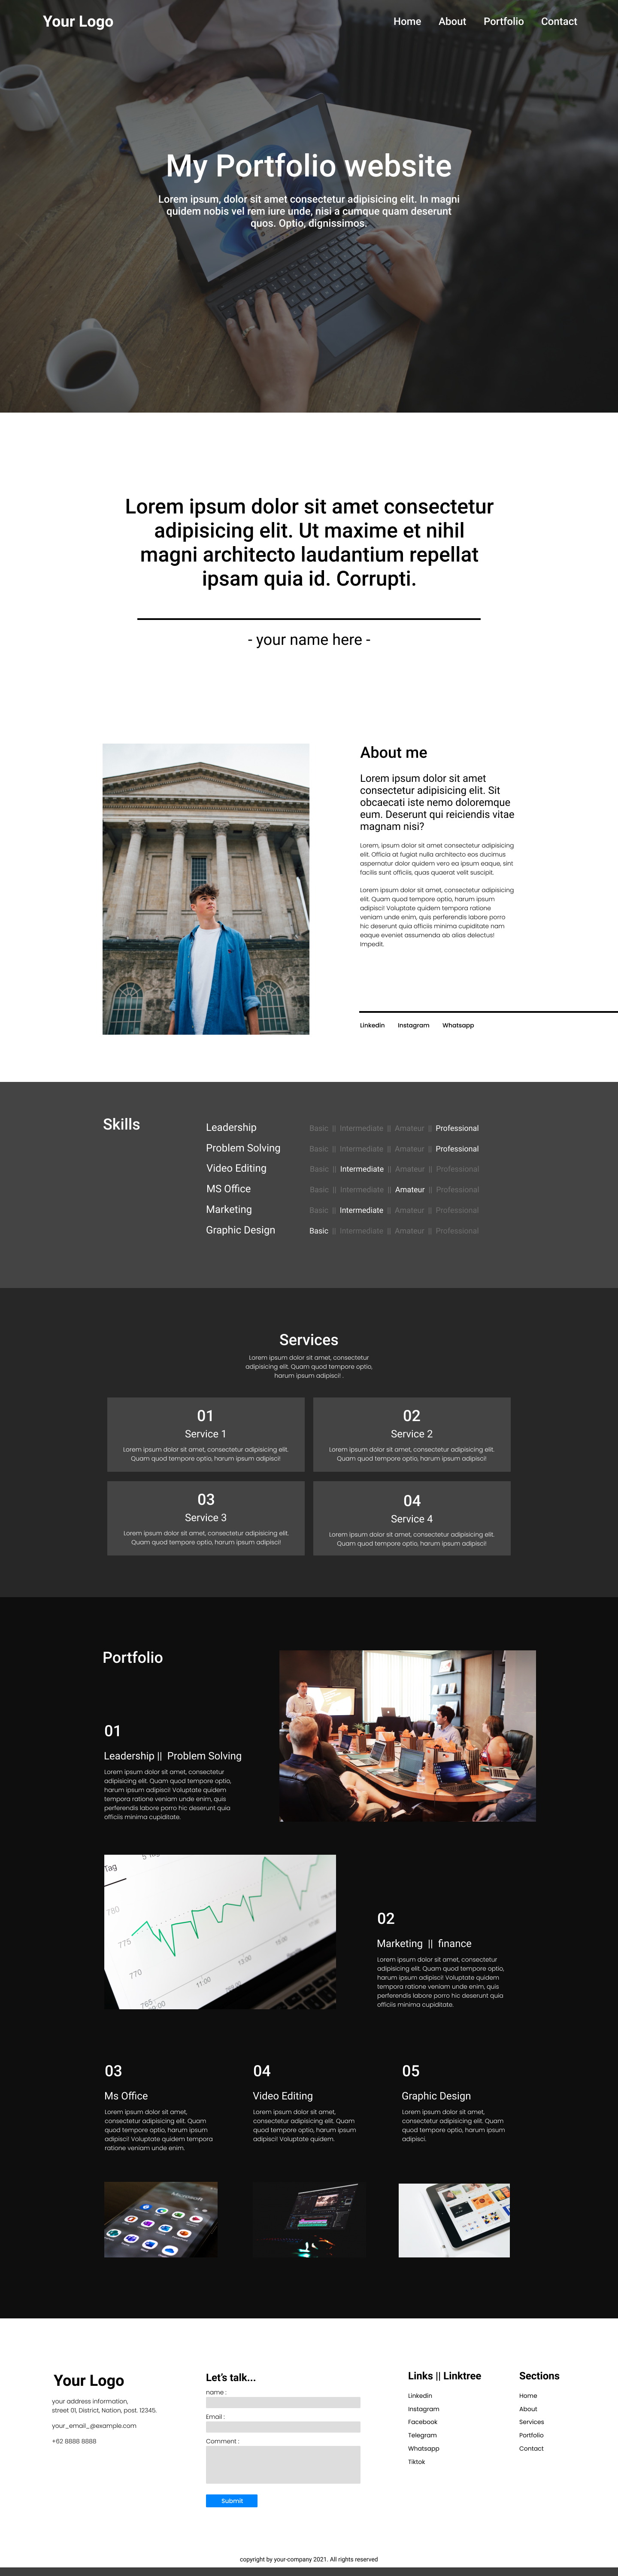 Your Logo
Home About Portfolio Contact
My Portfolio website
Lorem ipsum, dolor sit amet consectetur adipisicing elit. In magni
quidem nobis vel rem iure unde, nisi a cumque quam deserunt
quos. Optio, dignissimos.
Lorem ipsum dolor sit amet consectetur
adipisicing elit. Ut maxime et nihil
magni architecto laudantium repellat
ipsam quia id. Corrupti.
- your name here -
About me
Lorem ipsum dolor sit amet
consectetur adipisicing elit. Sit
obcaecati iste nemo doloremque
eum. Deserunt qui reiciendis vitae
magnam nisi?
Lorem, ipsum dolor sit amet consectetur adipisicing
elit. Officia at fugiat nulla architecto eos ducimus
aspernatur dolor quidem vero ea ipsum eaque, sint
facilis sunt officiis, quas quaerat velit suscipit.
Lorem ipsum dolor sit amet, consectetur adipisicing
elit. Quam quod tempore optio, harum ipsum
adipisci! Voluptate quidem tempora ratione
veniam unde enim, quis perferendis labore porro
hic deserunt quia officiis minima cupiditate nam
eaque eveniet assumenda ab alias delectus!
Impedit.
Linkedin Instagram Whatsapp
Skills
Leadership Basic || Intermediate || Amateur || Professional
Problem Solving Basic || Intermediate || Amateur || Professional
Video Editing Basic || Intermediate || Amateur || Professional
MS Office Basic || Intermediate || Amateur || Professional
Marketing Basic || Intermediate || Amateur || Professional
Graphic Design Basic || Intermediate || Amateur || Professional
Services
Lorem ipsum dolor sit amet, consectetur
adipisicing elit. Quam quod tempore optio,
harum ipsum adipisci! .
01
Service 1
Lorem ipsum dolor sit amet, consectetur adipisicing elit.
Quam quod tempore optio, harum ipsum adipisci!
02
Service 2
Lorem ipsum dolor sit amet, consectetur adipisicing elit.
Quam quod tempore optio, harum ipsum adipisci!
03
Service 3
Lorem ipsum dolor sit amet, consectetur adipisicing elit.
Quam quod tempore optio, harum ipsum adipisci!
04
Service 4
Lorem ipsum dolor sit amet, consectetur adipisicing elit.
Quam quod tempore optio, harum ipsum adipisci!
Portfolio
01
Leadership || Problem Solving
Lorem ipsum dolor sit amet, consectetur
adipisicing elit. Quam quod tempore optio,
harum ipsum adipisci! Voluptate quidem
tempora ratione veniam unde enim, quis
perferendis labore porro hic deserunt quia
officiis minima cupiditate.
Tag
780
775
770
765
11:00
13:00
02
Marketing || finance
Lorem ipsum dolor sit amet, consectetur
adipisicing elit. Quam quod tempore optio,
harum ipsum adipisci! Voluptate quidem
tempora ratione veniam unde enim, quis
perferendis labore porro hic deserunt quia
officiis minima cupiditate.
03
Ms Office
Lorem ipsum dolor sit amet,
consectetur adipisicing elit. Quam
quod tempore optio, harum ipsum
adipisci! Voluptate quidem tempora
ratione veniam unde enim.
04
Video Editing
Lorem ipsum dolor sit amet,
consectetur adipisicing elit. Quam
quod tempore optio, harum ipsum
adipisci! Voluptate quidem.
05
Graphic Design
Lorem ipsum dolor sit amet,
consectetur adipisicing elit. Quam
quod tempore optio, harum ipsum
adipisci.
Your Logo
your address information,
street 01, District, Nation, post. 12345.
your_email_@example.com
+62 8888 8888
Let's talk...
name :
Email :
Comment :
Submit
Links || Linktree
Linkedin
Instagram
Facebook
Telegram
Whatsapp
Tiktok
Sections
Home
About
Services
Portfolio
Contact
copyright by your-company 2021. All rights reserved